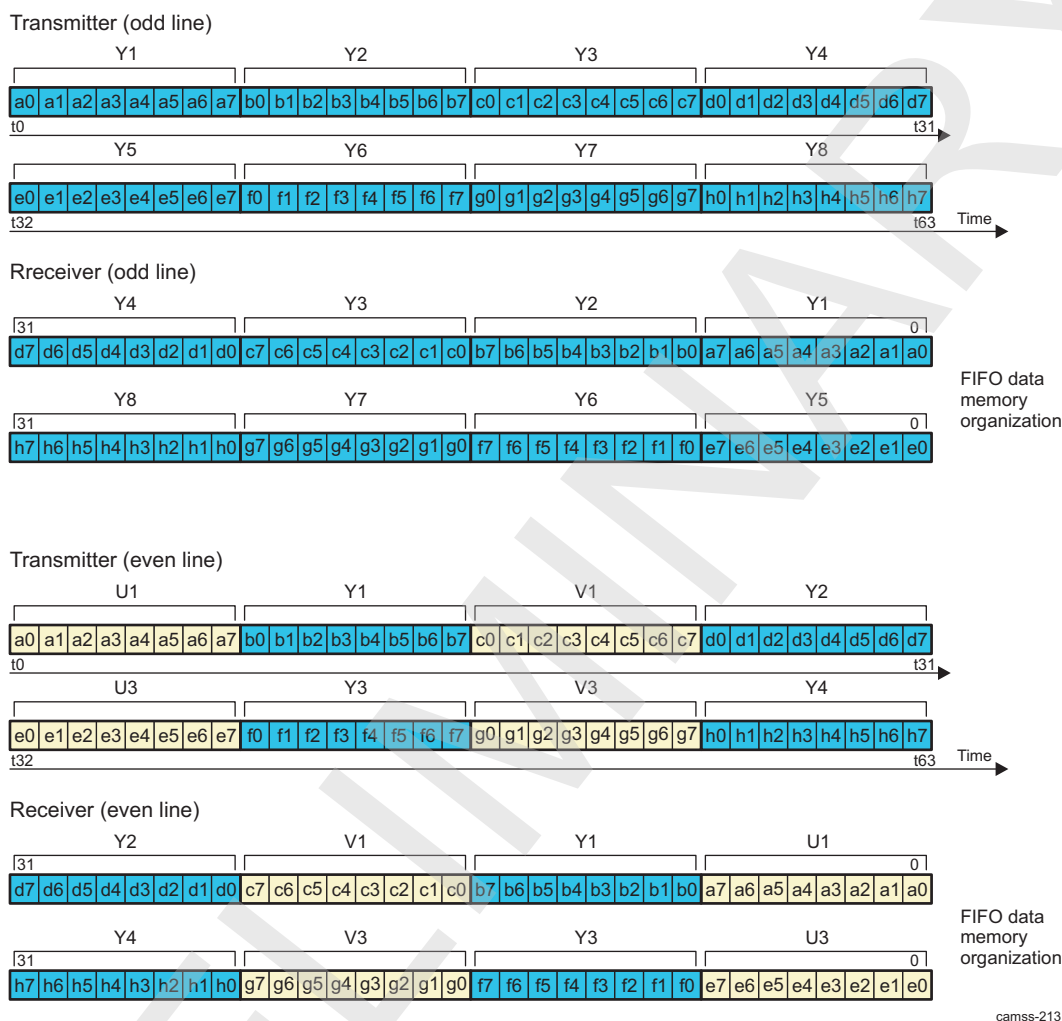 Transmitter (odd line)
Y1 Y2 Y3 Y4
a0 a1 a2 a3 a4 a5 a6 a7 b0 b1 b2 b3 b4 b5 b6 b7 c0 c1 c2 c3 c4 c5 c6 c7 d0 d1 d2 d3 d4 d5 d6 d7
t0 t31
Y5 Y6 Y7 Y8
e0 e1 e2 e3 e4 e5 e6 e7 f0 f1 f2 f3 f4 f5 f6 f7 g0 g1 g2 g3 g4 g5 g6 g7 h0 h1 h2 h3 h4 h5 h6 h7
t32 t63 Time
Rreceiver (odd line)
Y4 Y3 Y2 Y1
31 0
d7 d6 d5 d4 d3 d2 d1 d0 c7 c6 c5 c4 c3 c2 c1 c0 b7 b6 b5 b4 b3 b2 b1 b0 a7 a6 a5 a4 a3 a2 a1 a0
Y8 Y7 Y6 Y5
31 0
h7 h6 h5 h4 h3 h2 h1 h0 g7 g6 g5 g4 g3 g2 g1 g0 f7 f6 f5 f4 f3 f2 f1 f0 e7 e6 e5 e4 e3 e2 e1 e0
FIFO data
memory
organization
Transmitter (even line)
U1 Y1 V1 Y2
a0 a1 a2 a3 a4 a5 a6 a7 b0 b1 b2 b3 b4 b5 b6 b7 c0 c1 c2 c3 c4 c5 c6 c7 d0 d1 d2 d3 d4 d5 d6 d7
t0 t31
U3 Y3 V3 Y4
e0 e1 e2 e3 e4 e5 e6 e7 f0 f1 f2 f3 f4 f5 f6 f7 g0 g1 g2 g3 g4 g5 g6 g7 h0 h1 h2 h3 h4 h5 h6 h7
t32 t63 Time
Receiver (even line)
Y2 V1 Y1 U1
31 0
d7 d6 d5 d4 d3 d2 d1 d0 c7 c6 c5 c4 c3 c2 c1 c0 b7 b6 b5 b4 b3 b2 b1 b0 a7 a6 a5 a4 a3 a2 a1 a0
Y4 V3 Y3 U3
31 0
h7 h6 h5 h4 h3 h2 h1 h0 g7 g6 g5 g4 g3 g2 g1 g0 f7 f6 f5 f4 f3 f2 f1 f0 e7 e6 e5 e4 e3 e2 e1 e0
FIFO data
memory
organization
camss-213
ELIMINARY